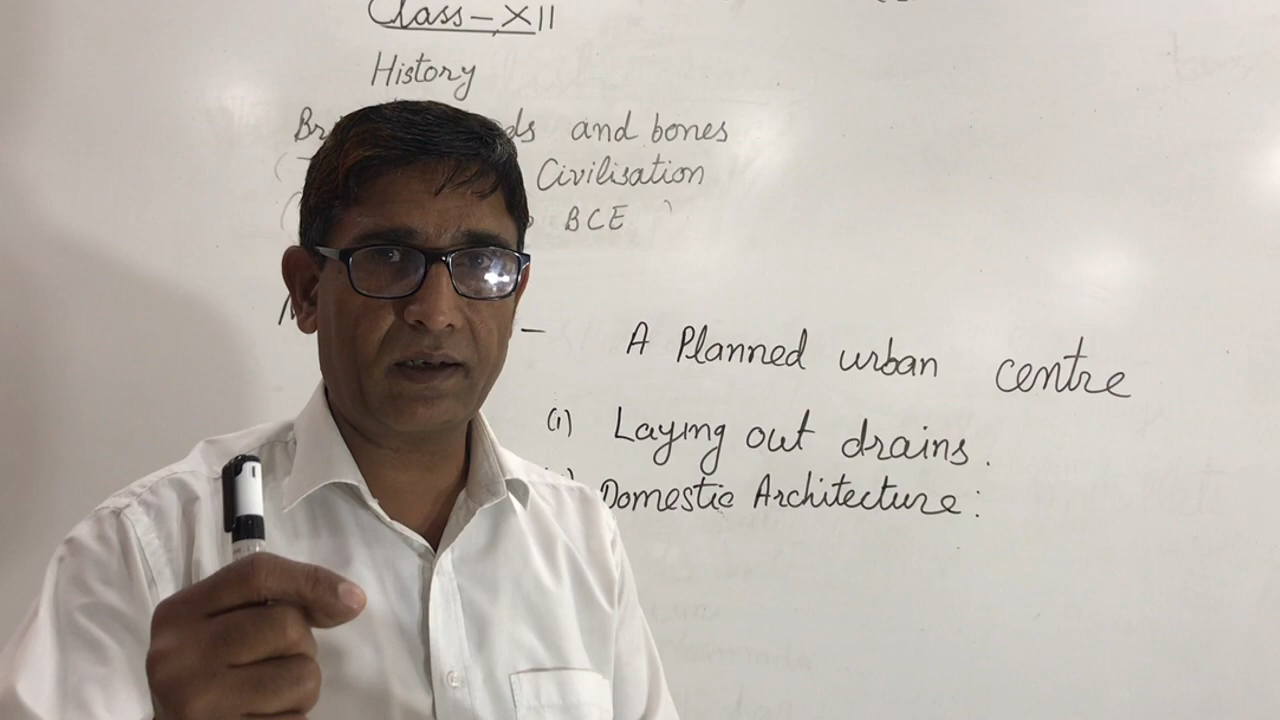 Class-XII
History
and bones
Civilisation
BCE
- A Planned urban centre
(i) Laying out drains.
Domestic Architecture: